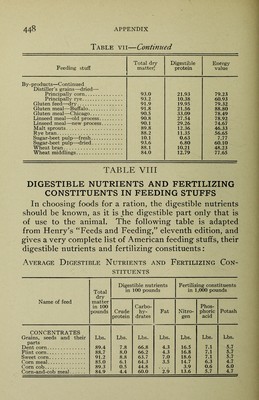 448 APPENDIX
TABLE VII—Continued
Feeding stuff Total dry matter Digestible protein Energy value
By-products—Continued
Distiller's grains—dried—
Principally corn 93.0 21.93 79.23
Principally rye 93.2 10.38 60.93
Gluten feed—dry 91.9 19.95 79.32
Gluten meal—Buffalo 91.8 21.56 88.80
Gluten meal—Chicago 90.5 33.09 78.49
Linseed meal—old process 90.8 27.54 78.92
Linseed meal—new process 90.1 29.26 74.67
Malt sprouts 89.8 12.36 46.33
Rye bran 88.2 11.35 56.65
Sugar-beet pulp—fresh 10.1 0.63 7.77
Sugar-beet pulp—dried 93.6 6.80 60.10
Wheat bran 88.1 10.21 48.23
Wheat middlings 84.0 12.79 77.65
TABLE VIII
DIGESTIBLE NUTRIENTS AND FERTILIZING
CONSTITUENTS IN FEEDING STUFFS
In choosing foods for a ration, the digestible nutrients
should be known, as it is the digestible part only that is
of use to the animal. The following table is adapted
from Henry's "Feeds and Feeding," eleventh edition, and
gives a very complete list of American feeding stuffs, their
digestible nutrients and fertilizing constituents:
AVERAGE DIGESTIBLE NUTRIENTS AND FERTILIZING CON-
STITUENTS
Name of feed
Total dry matter in 100 pounds
Digestible nutrients in 100 pounds
Fertilizing constituents in 1,000 pounds
Crude protein Carbo-hy-drates Fat Nitro-gen Phos-phoric acid Potash
CONCENTRATES
Grains, seeds and their parts Lbs. Lbs. Lbs. Lbs. Lbs. Lbs. Lbs.
Dent corn 89.4 7.8 66.8 4.3 16.5 7.1 5.7
Flint corn 88.7 8.0 66.2 4.3 16.8 7.1 5.7
Sweet corn 91.2 8.8 63.7 7.0 18.6 7.1 5.7
Corn meal 85.0 6.1 64.3 3.5 14.7 6.3 4.7
Corn cob 89.3 0.5 44.8 3.9 0.6 6.0
Corn-and-cob meal 84.9 4.4 60.0 2.9 13.6 5.7 4.7